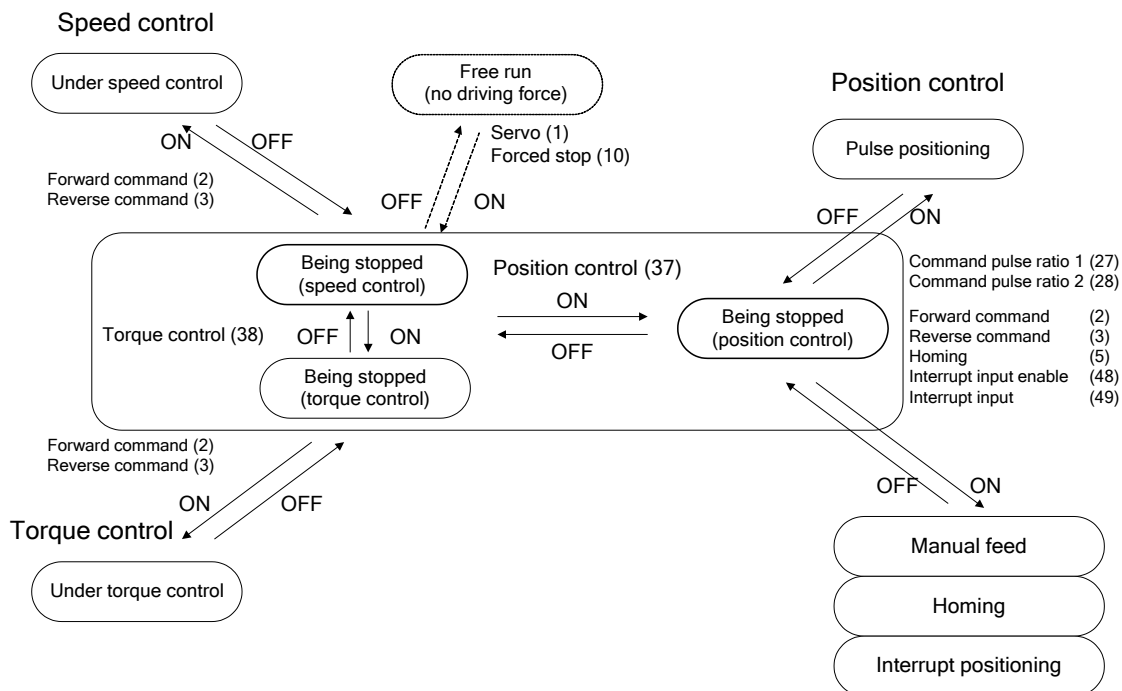 Speed control
Under speed control
Free run
(no driving force)
Position control
ON
OFF
Servo (1)
Forced stop (10)
Pulse positioning
Forward command (2)
Reverse command (3)
OFF
ON
OFF
ON
Being stopped
(speed control)
Position control (37)
Command pulse ratio 1 (27)
Command pulse ratio 2 (28)
ON
Torque control (38)
OFF
ON
OFF
Being stopped
(position control)
Forward command (2)
Reverse command (3)
Homing (5)
Interrupt input enable (48)
Interrupt input (49)
Being stopped
(torque control)
Forward command (2)
Reverse command (3)
ON
OFF
OFF
ON
Torque control
Under torque control
Manual feed
Homing
Interrupt positioning